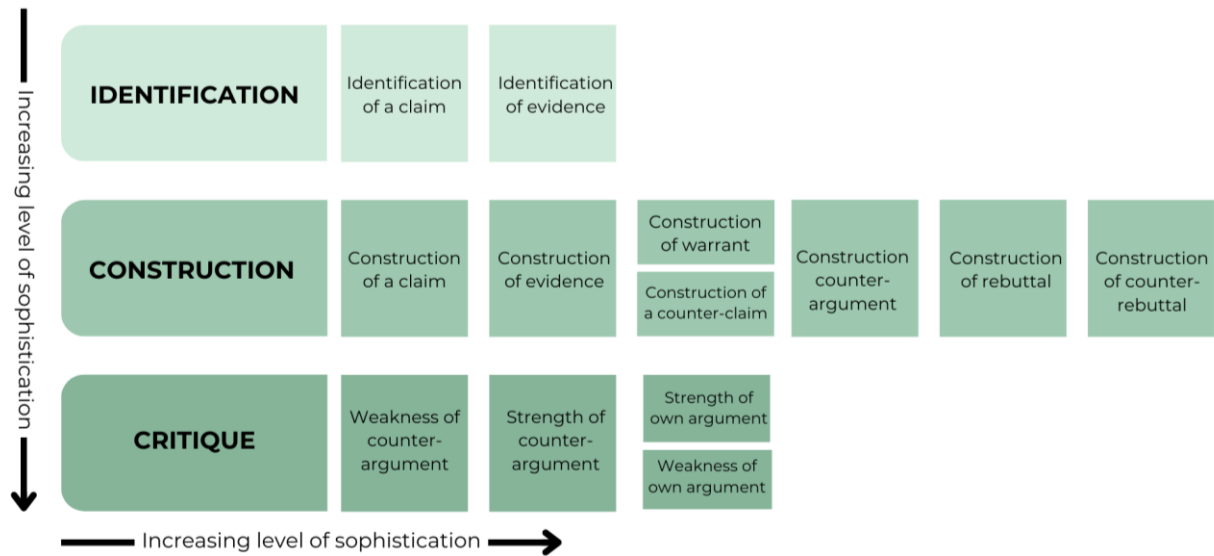 Increasing level of sophistication
IDENTIFICATION
Identification
of a claim
Identification
of evidence
CONSTRUCTION
Construction
of a claim
Construction
of evidence
Construction
of warrant
Construction of
a counter-claim
Construction
counter-
argument
Construction
of rebuttal
Construction
of counter-
rebuttal
CRITIQUE
Weakness of
counter-
argument
Strength of
counter-
argument
Strength of
own argument
Weakness of
own argument
Increasing level of sophistication